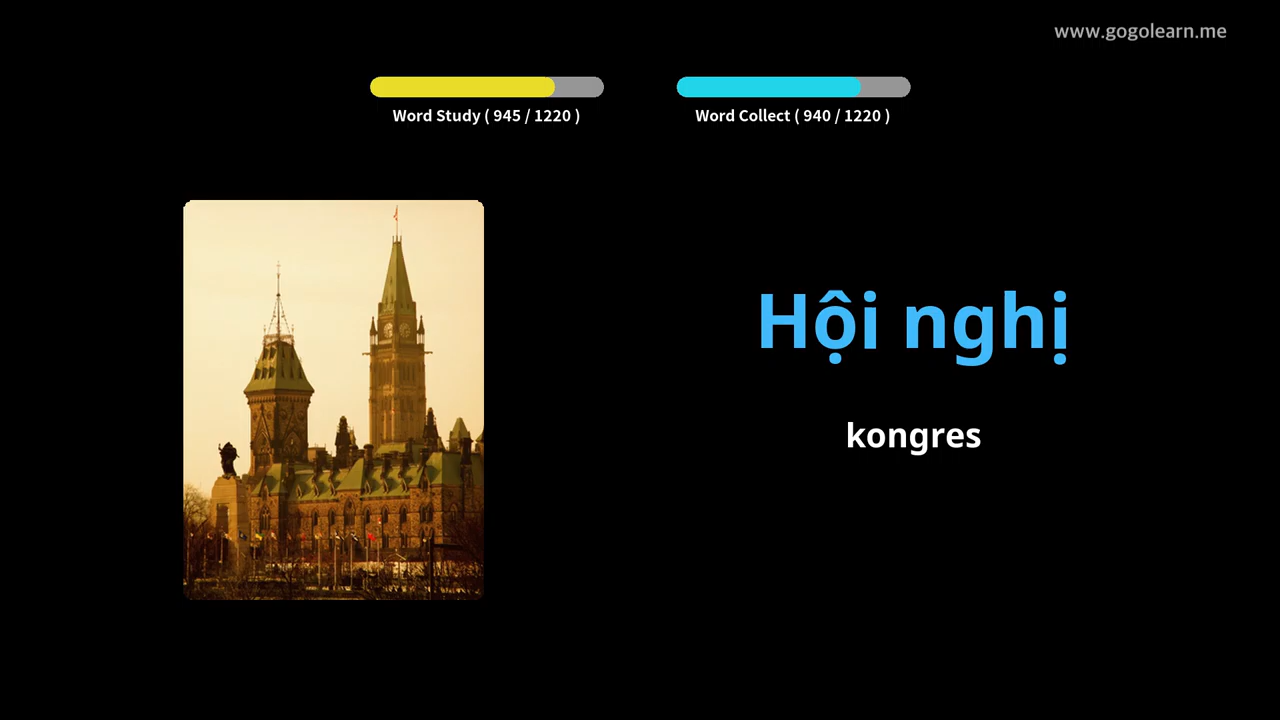 www.gogolearn.me
Word Study ( 945 / 1220 )
Word Collect ( 940 / 1220 )
Hội nghị
kongres